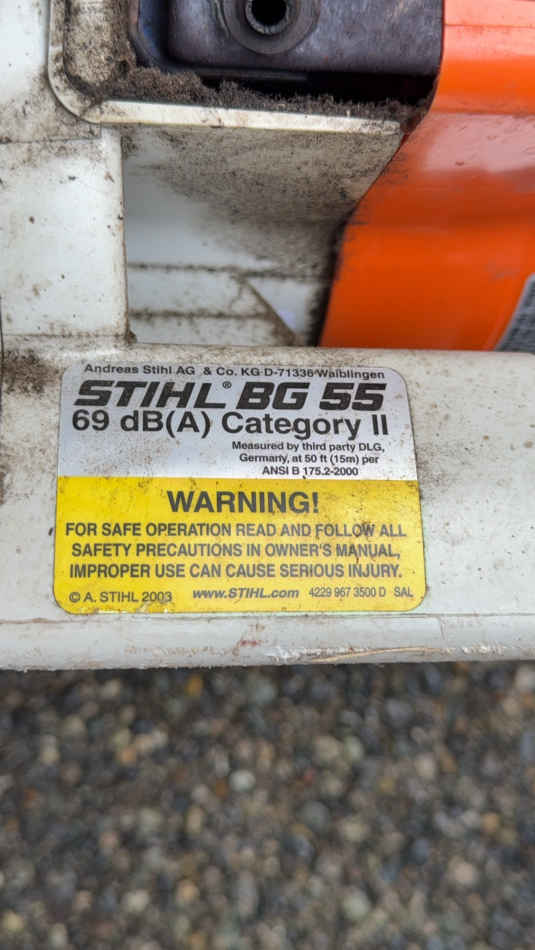 Andreas Stihl AG & Co. KG D-71336 Waiblingen
STIHL® BG 55
69 dB(A) Category II
Measured by third party DLG,
Germany, at 50 ft (15m) per
ANSI B 175.2-2000
WARNING!
FOR SAFE OPERATION READ AND FOLLOW ALL
SAFETY PRECAUTIONS IN OWNER'S MANUAL,
IMPROPER USE CAN CAUSE SERIOUS INJURY.
© A. STIHL 2003 www.STIHL.com 4229 967 3500 D SAL